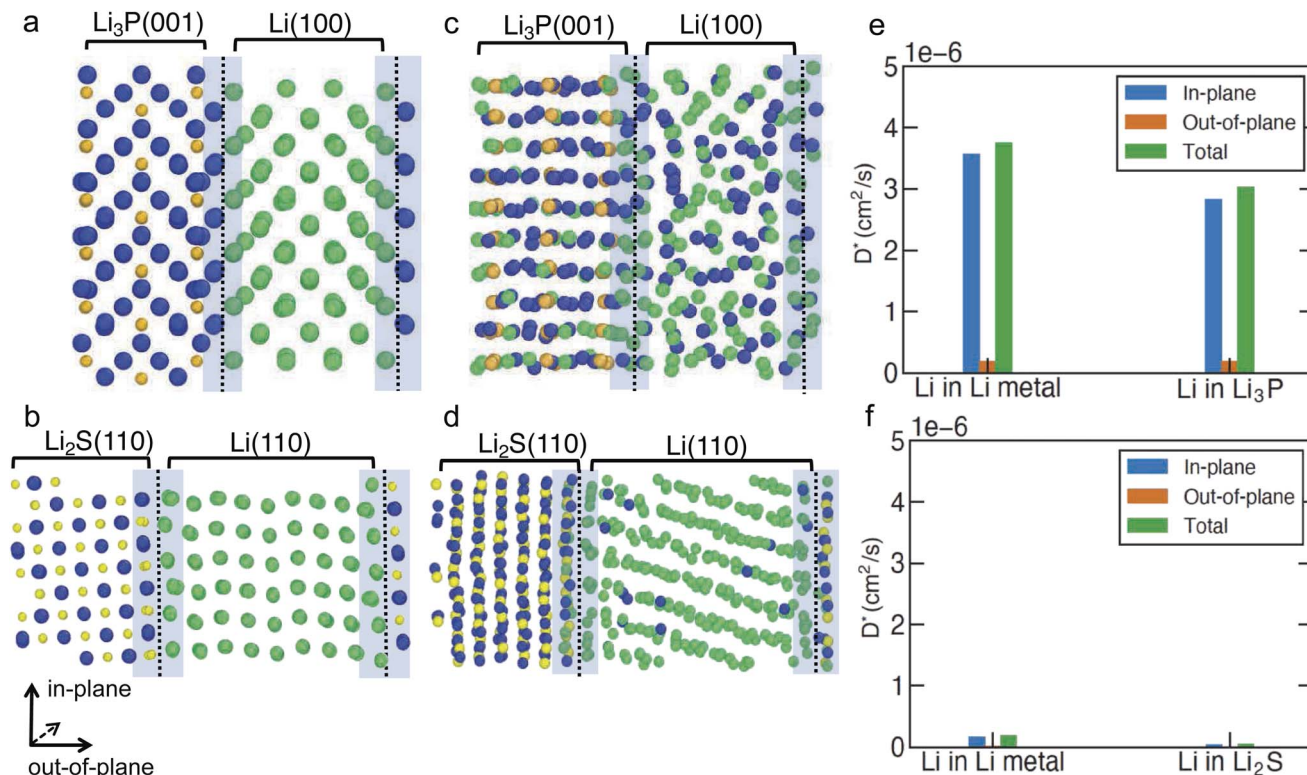 a
Li₃P(001)
Li(100)
b
Li₂S(110)
Li(110)
in-plane
out-of-plane
c
Li₃P(001)
Li(100)
d
Li₂S(110)
Li(110)
e
1e−6
5
4
3
2
1
0
D* (cm²/s)
In-plane
Out-of-plane
Total
Li in Li metal
Li in Li₃P
f
1e−6
5
4
3
2
1
0
D* (cm²/s)
In-plane
Out-of-plane
Total
Li in Li metal
Li in Li₂S